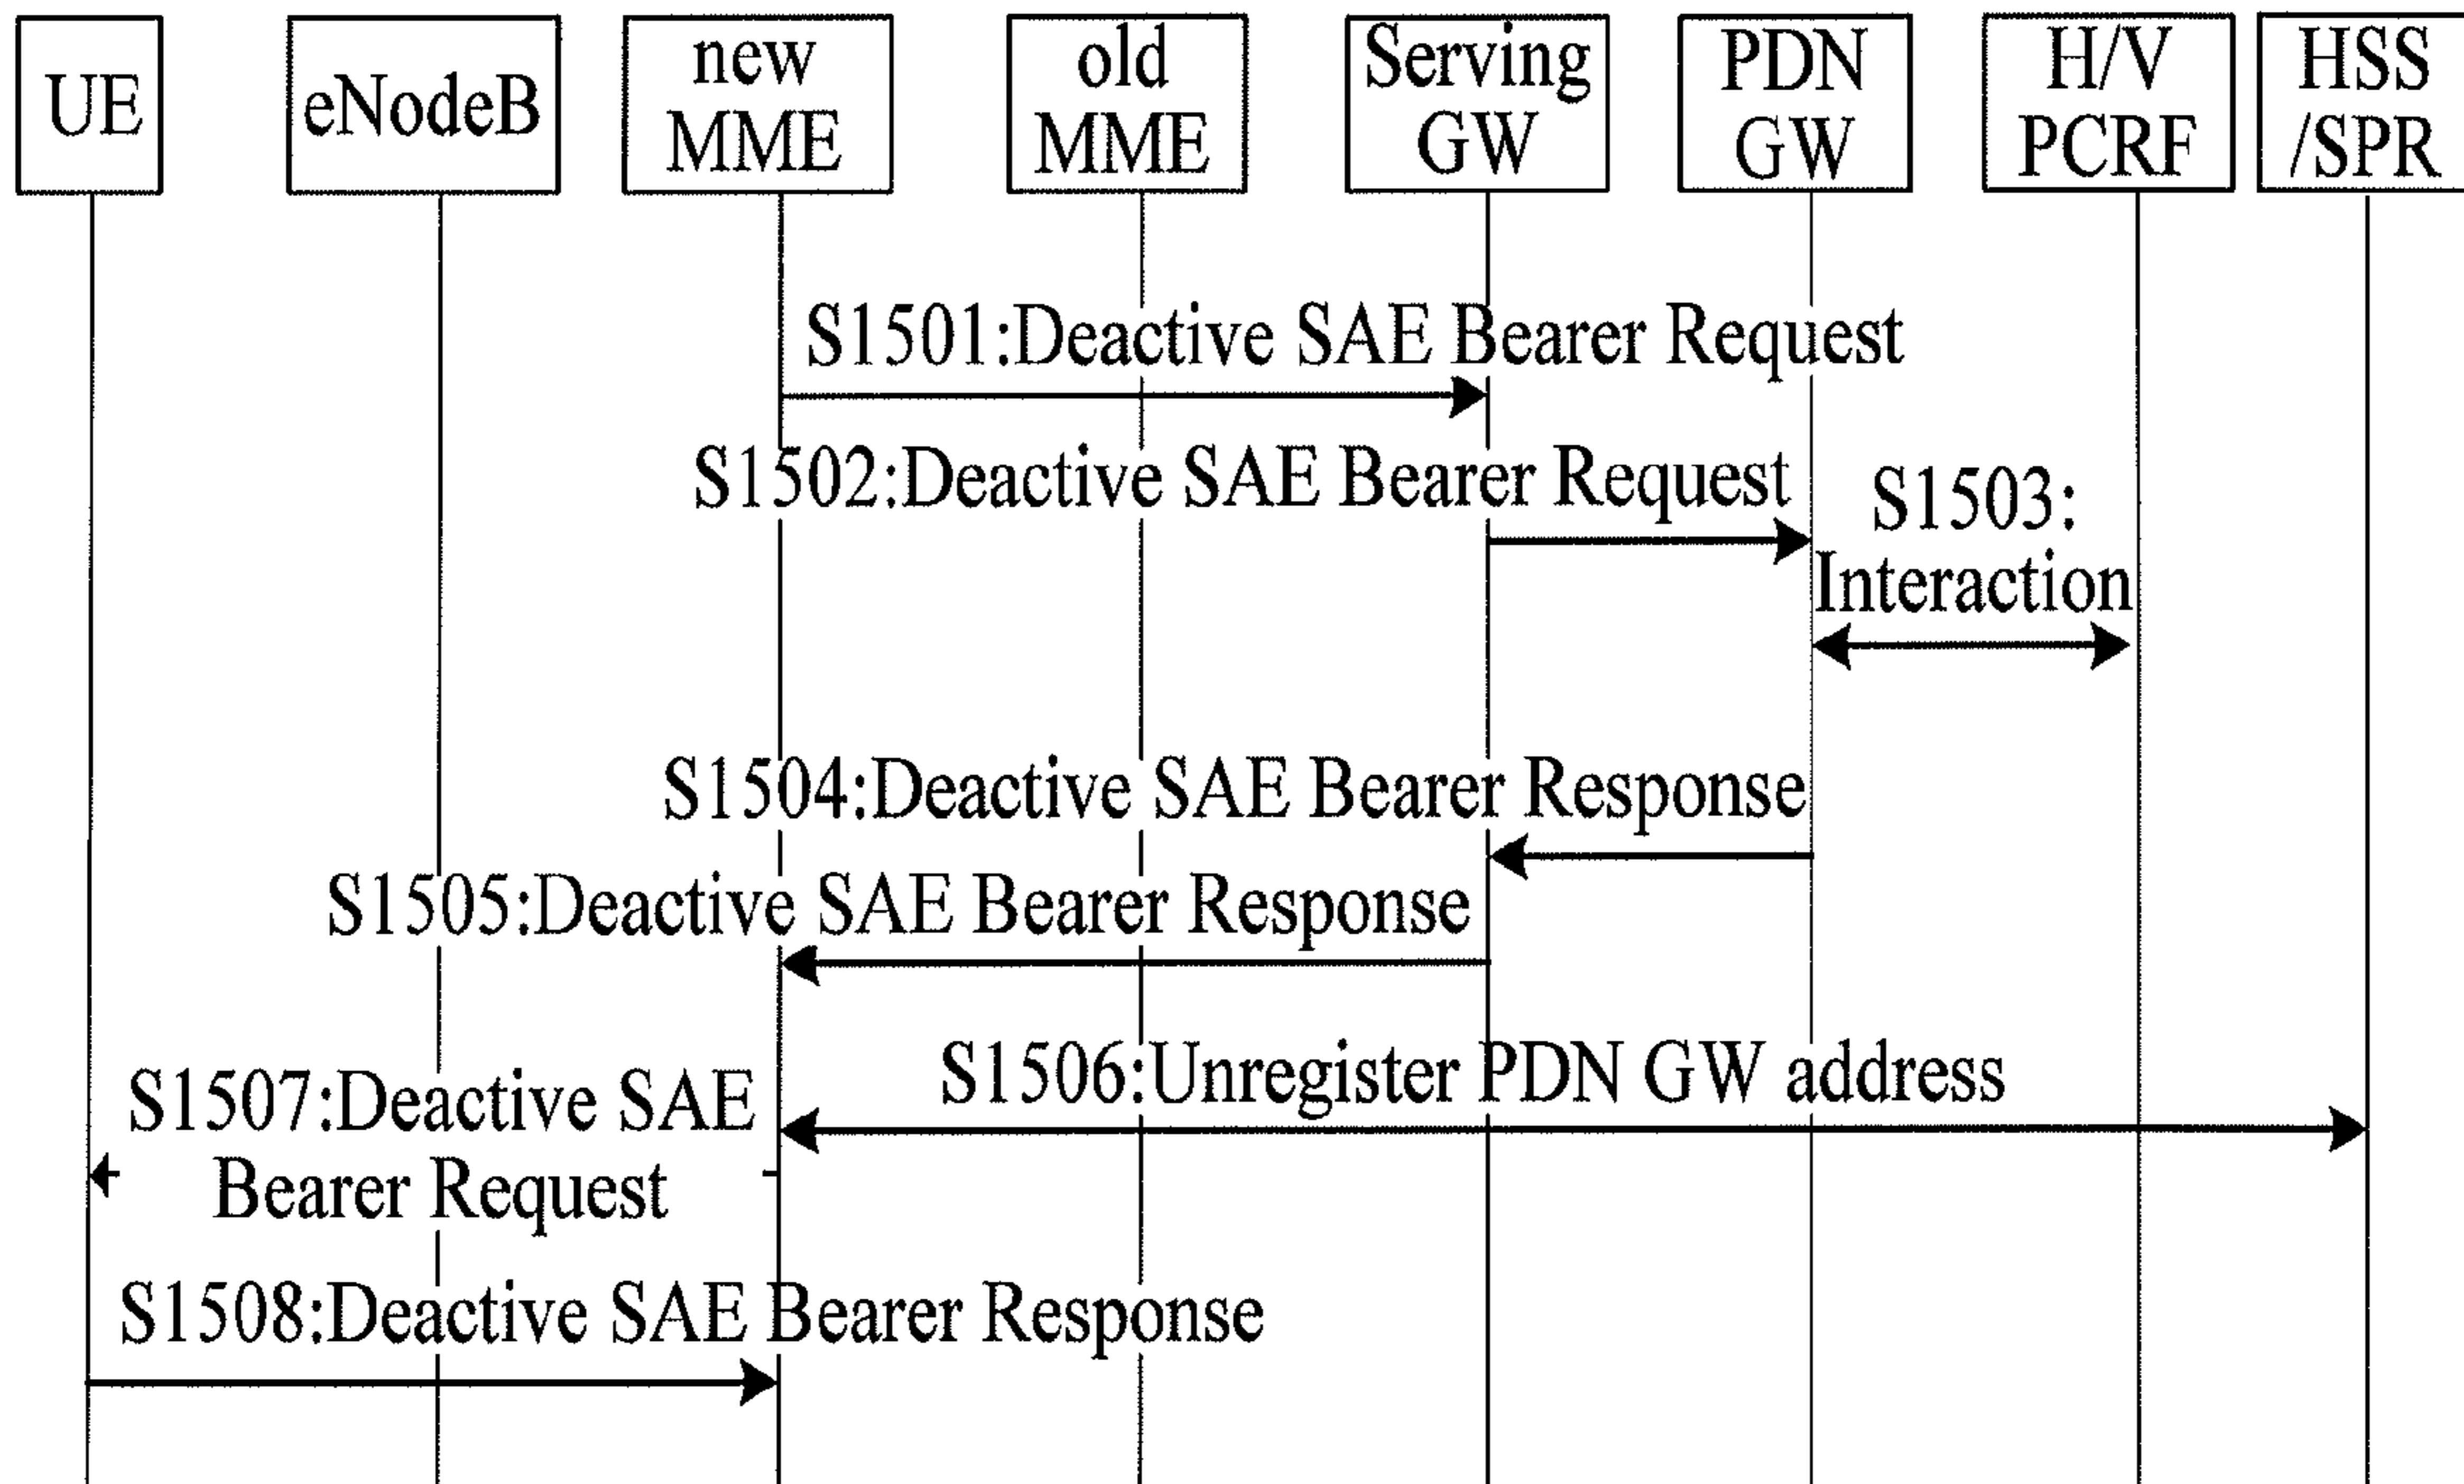 UE
eNodeB
new
MME
old
MME
Serving
GW
PDN
GW
H/V
PCRF
HSS
/SPR
S1501:Deactive SAE Bearer Request
S1502:Deactive SAE Bearer Request
S1503:
Interaction
S1504:Deactive SAE Bearer Response
S1505:Deactive SAE Bearer Response
S1506:Unregister PDN GW address
S1507:Deactive SAE
Bearer Request
S1508:Deactive SAE Bearer Response